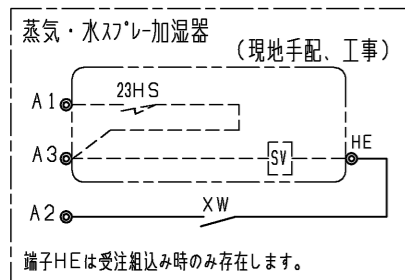 蒸気・水スプレー加湿器
(現地手配、工事)
23HS
A1
A3
SV
HE
A2
XW
端子HEは受注組込み時のみ存在します。